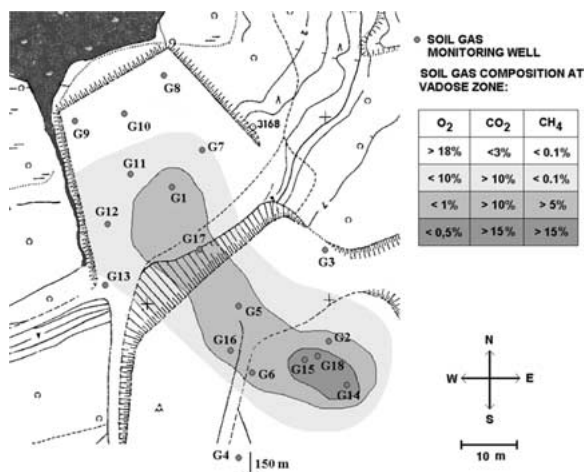 SOIL GAS
MONITORING WELL
SOIL GAS COMPOSITION AT
VADOSE ZONE:
O2 CO2 CH4
> 18% <3% < 0.1%
< 10% > 10% < 0.1%
< 1% > 10% > 5%
< 0,5% > 15% > 15%
G8
G9
G10
3168
G7
G11
G1
G12
G17
G3
G13
G5
G2
G16
G15
G18
G6
G14
G4
150 m
N
W E
S
10 m